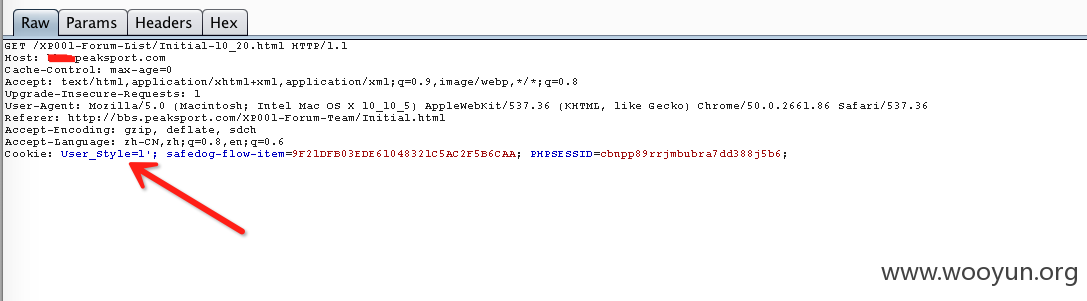 Raw Params Headers Hex
GET /XP001-Forum-List/Initial-10_20.html HTTP/1.1
Host: peaksport.com
Cache-Control: max-age=0
Accept: text/html,application/xhtml+xml,application/xml;q=0.9,image/webp,*/*;q=0.8
Upgrade-Insecure-Requests: 1
User-Agent: Mozilla/5.0 (Macintosh; Intel Mac OS X 10_10_5) AppleWebKit/537.36 (KHTML, like Gecko) Chrome/50.0.2661.86 Safari/537.36
Referer: http://bbs.peaksport.com/XP001-Forum-Team/Initial.html
Accept-Encoding: gzip, deflate, sdch
Accept-Language: zh-CN,zh;q=0.8,en;q=0.6
Cookie: User_Style=1'; safedog-flow-item=9F21DFB03EDE61048321C5AC2F5B6CAA; PHPSESSID=cbnpp89rrjmbubra7dd388j5b6;
www.wooyun.org